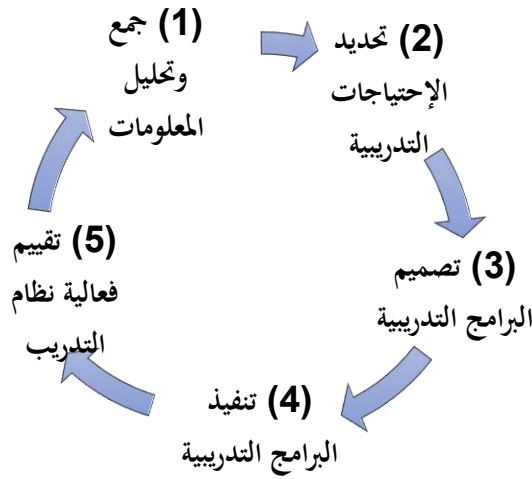 (1) جمع
وتحليل
المعلومات
(2) تحديد
الإحتياجات
التدريبية
(3) تصميم
البرامج التدريبية
(4) تنفيذ
البرامج التدريبية
(5) تقييم
فعالية نظام
التدريب